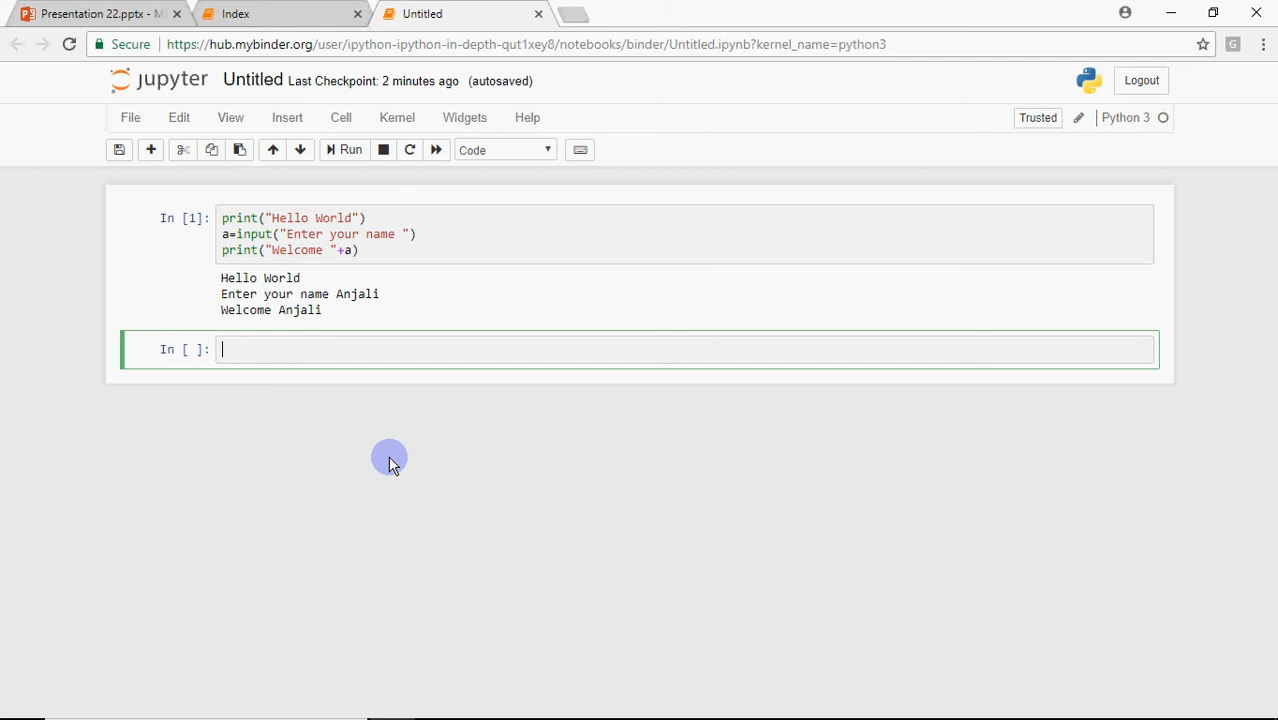 Presentation 22.pptx - M
Index
Untitled
Secure
https://hub.mybinder.org/user/ipython-ipython-in-depth-qut1xey8/notebooks/binder/Untitled.ipynb?kernel_name=python3
G
jupyter Untitled Last Checkpoint: 2 minutes ago (autosaved)
Logout
File Edit View Insert Cell Kernel Widgets Help
Trusted
Python 3
Run
Code
In [1]: print("Hello World")
a=input("Enter your name ")
print("Welcome "+a)
Hello World
Enter your name Anjali
Welcome Anjali
In [ ]: